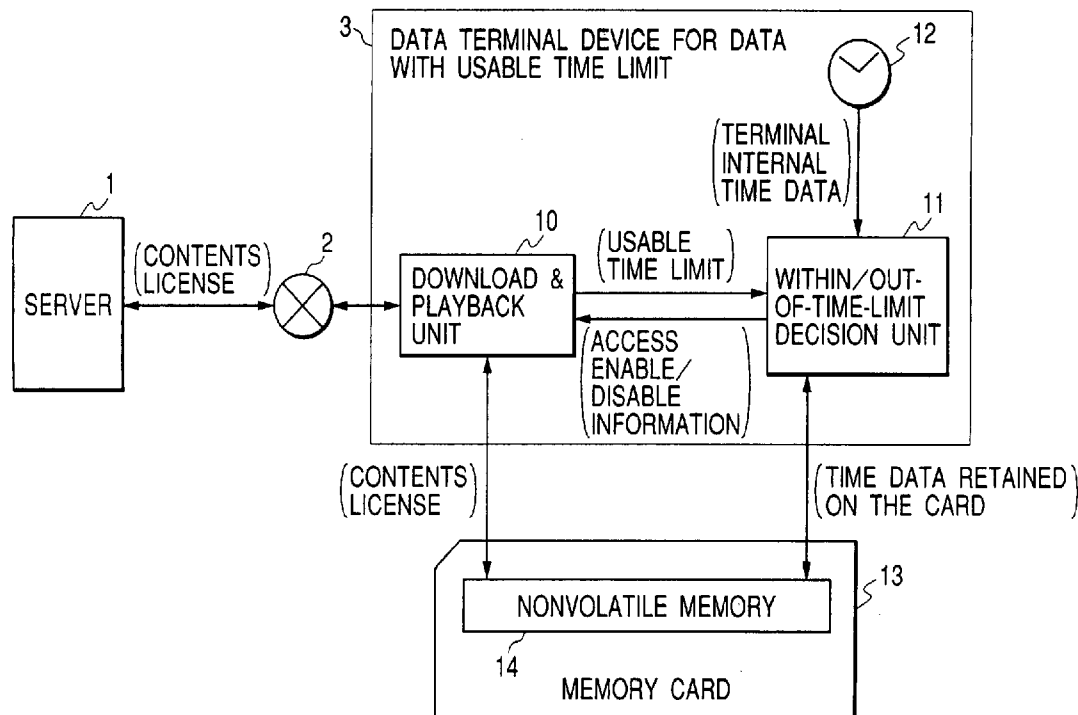 3
DATA TERMINAL DEVICE FOR DATA
WITH USABLE TIME LIMIT
12
(TERMINAL
INTERNAL
TIME DATA)
1
SERVER
(CONTENTS
LICENSE)
2
10
DOWNLOAD &
PLAYBACK
UNIT
(USABLE
TIME LIMIT)
11
WITHIN/OUT-
OF-TIME-LIMIT
DECISION UNIT
(ACCESS
ENABLE/
DISABLE
INFORMATION)
(CONTENTS
LICENSE)
(TIME DATA RETAINED
ON THE CARD)
13
NONVOLATILE MEMORY
14
MEMORY CARD